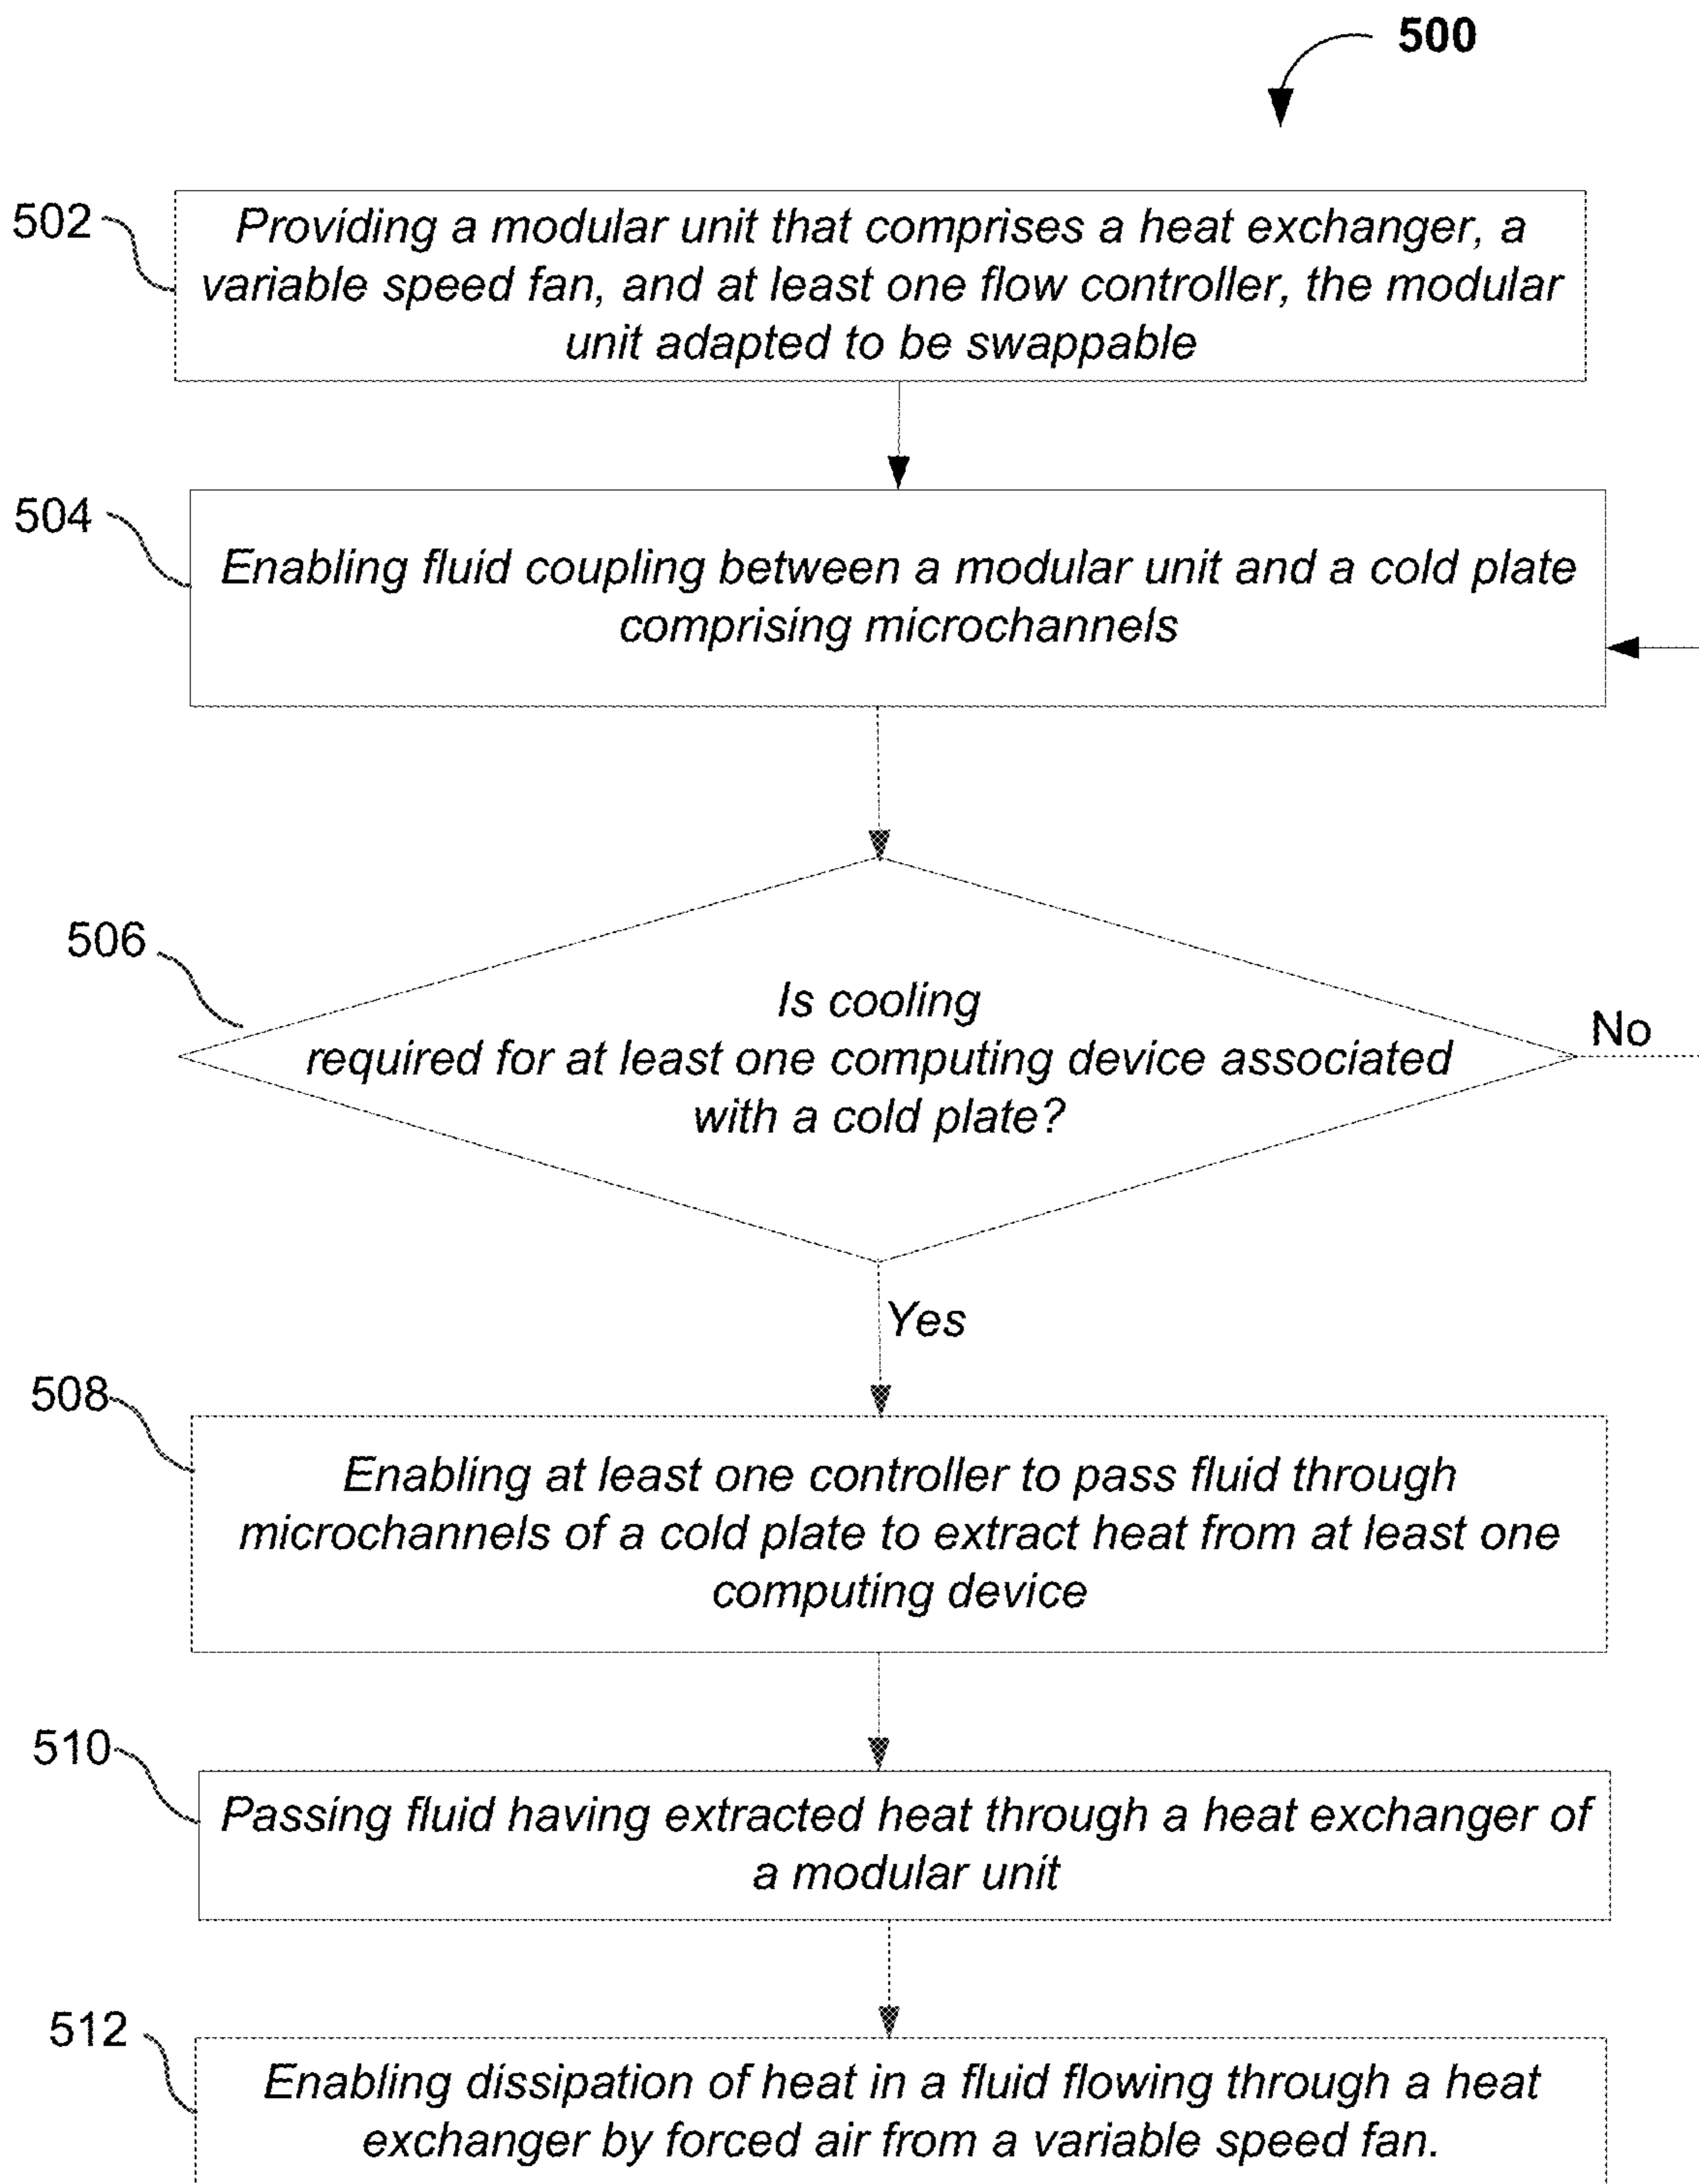 500
502
Providing a modular unit that comprises a heat exchanger, a
variable speed fan, and at least one flow controller, the modular
unit adapted to be swappable
504
Enabling fluid coupling between a modular unit and a cold plate
comprising microchannels
506
Is cooling
required for at least one computing device associated
with a cold plate?
No
Yes
508
Enabling at least one controller to pass fluid through
microchannels of a cold plate to extract heat from at least one
computing device
510
Passing fluid having extracted heat through a heat exchanger of
a modular unit
512
Enabling dissipation of heat in a fluid flowing through a heat
exchanger by forced air from a variable speed fan.